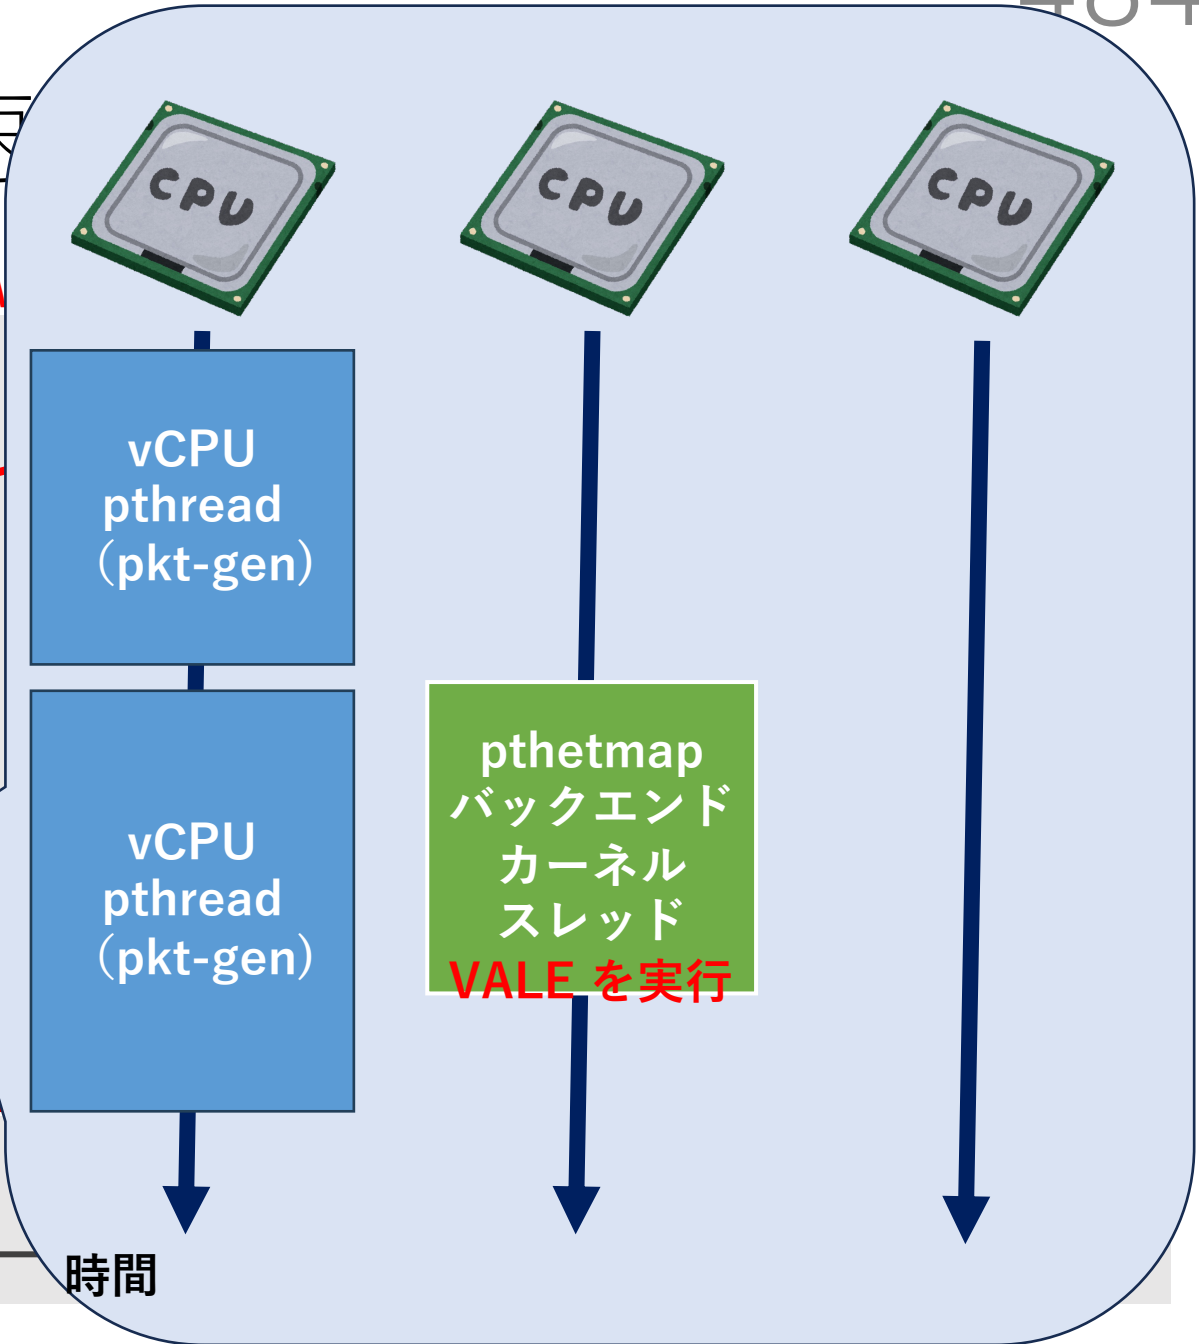 CPU
CPU
CPU
vCPU
pthread
（pkt-gen）
vCPU
pthread
（pkt-gen）
pthetmap
バックエンド
カーネル
スレッド
VALE を実行
時間